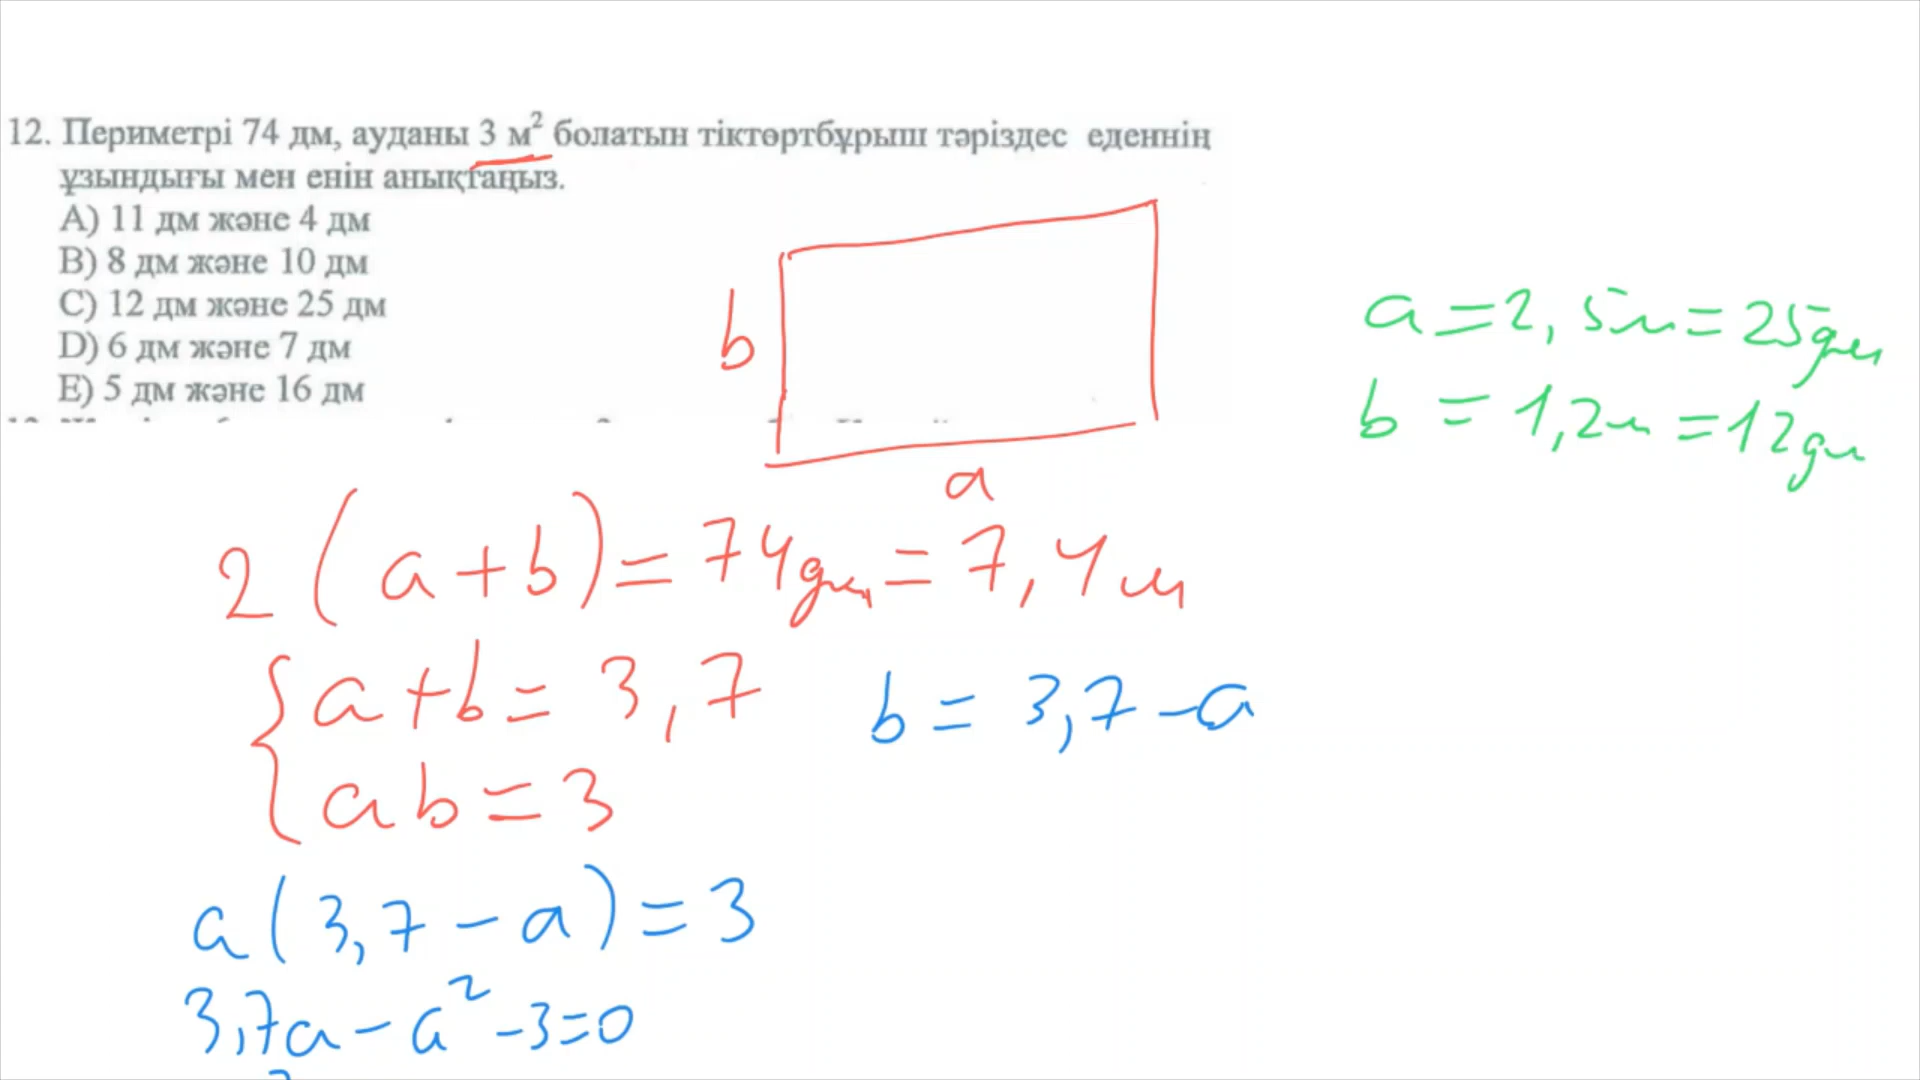 12. Периметрі 74 дм, ауданы 3 м² болатын тіктөртбұрыш тәріздес еденнің
ұзындығы мен енін анықтаңыз.
A) 11 дм және 4 дм
B) 8 дм және 10 дм
C) 12 дм және 25 дм
D) 6 дм және 7 дм
E) 5 дм және 16 дм
b
a
a = 2,5м = 25дм
b = 1,2м = 12дм
2(a+b) = 74дм = 7,4м
{a+b = 3,7
ab = 3
b = 3,7 - a
a(3,7 - a) = 3
3,7a - a² - 3 = 0